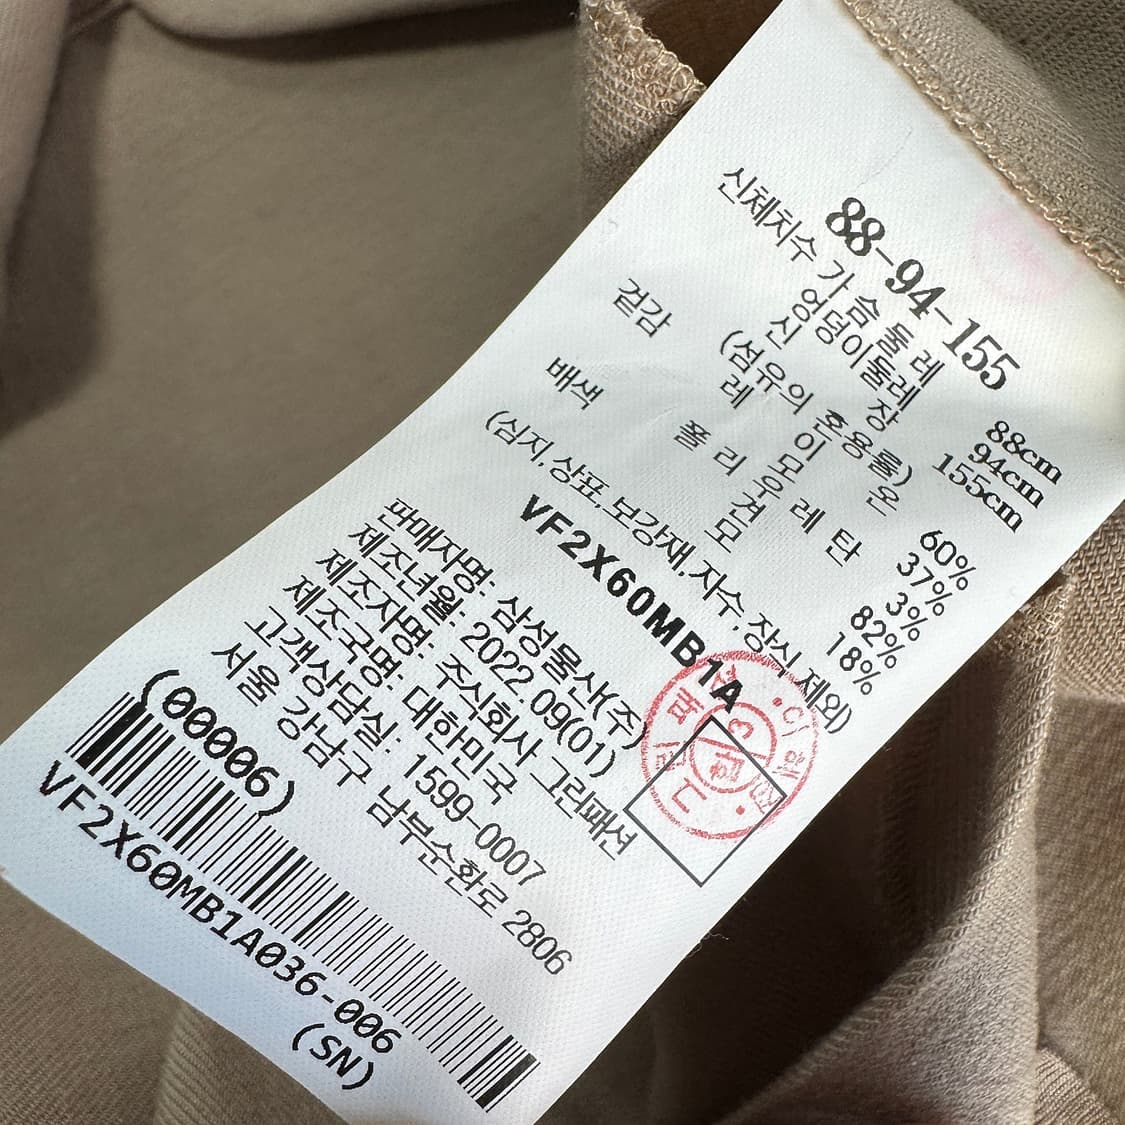 88-94-155
신체치수 가 슴 둘 레 88cm
엉덩이둘레 94cm
신 장 155cm
(섬유의 혼용률)
겉감 레 이 온 60%
모 37%
폴 리 우 레 탄 3%
배색 견 82%
모 18%
(심지,상표,보강재,자수,장식 제외)
VF2X60MB1A
판매자명: 삼성물산(주)
제조년월: 2022.09(01)
제조자명: 주식회사 그린패션
제조국명: 대한민국
고객상담실: 1599-0007
서울 강남구 남부순환로 2806
(00006)
VF2X60MB1A036-006
(SN)